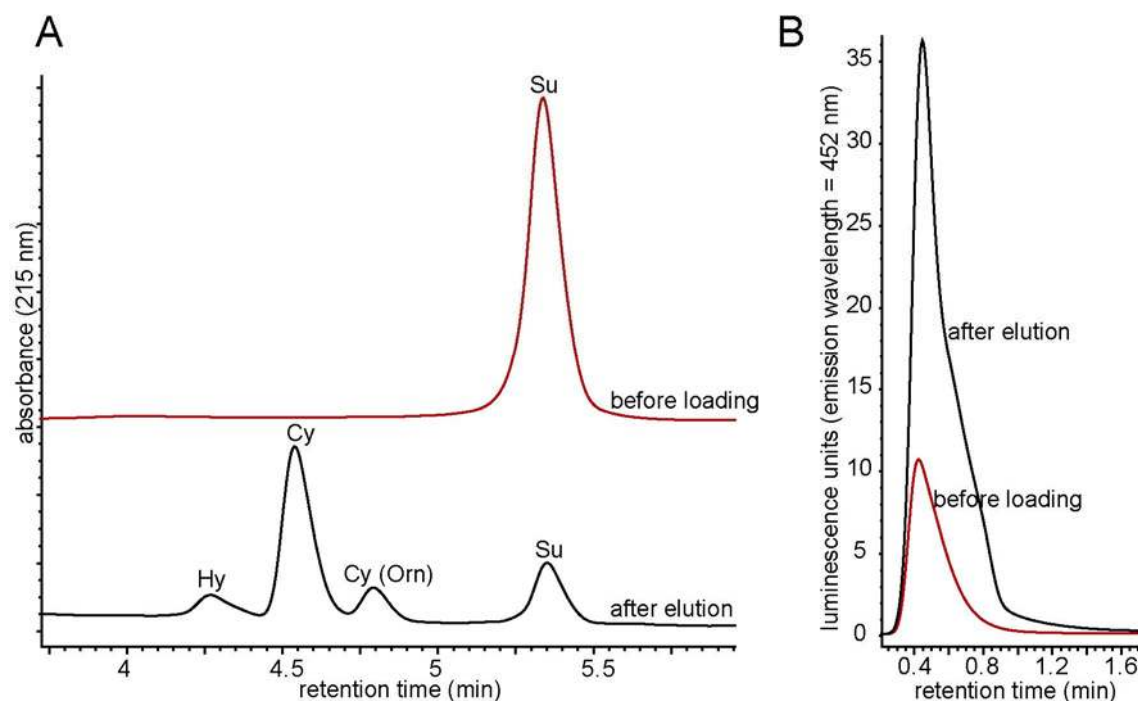 A
absorbance (215 nm)
Su
before loading
Hy
Cy
Cy (Orn)
Su
after elution
4
4.5
5
5.5
retention time (min)
B
luminescence units (emission wavelength = 452 nm)
35
30
25
20
15
10
5
0
after elution
before loading
0.4
0.8
1.2
1.6
retention time (min)